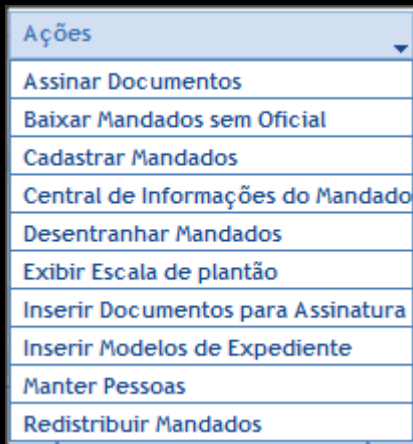 Ações
Assinar Documentos
Baixar Mandados sem Oficial
Cadastrar Mandados
Central de Informações do Mandado
Desentranhar Mandados
Exibir Escala de plantão
Inserir Documentos para Assinatura
Inserir Modelos de Expediente
Manter Pessoas
Redistribuir Mandados